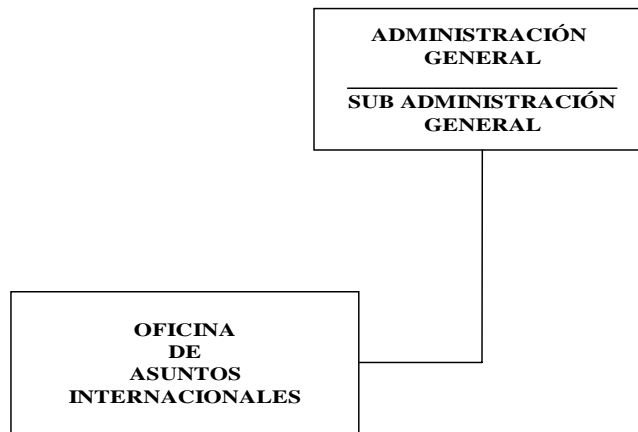 ADMINISTRACIÓN
GENERAL
SUB ADMINISTRACIÓN
GENERAL
OFICINA
DE
ASUNTOS
INTERNACIONALES